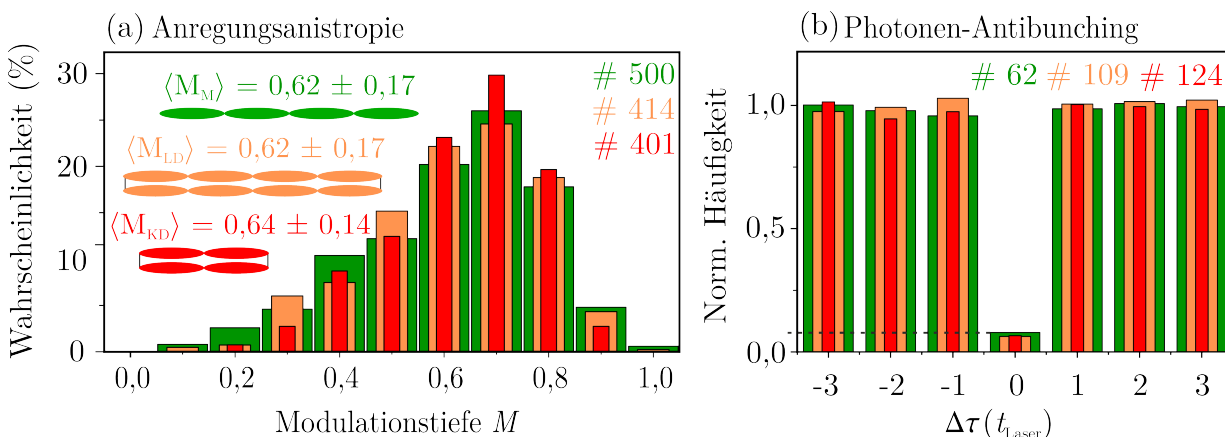 (a) Anregungsanistropie
Wahrscheinlichkeit (%)
30
20
10
0
⟨M_M⟩ = 0,62 ± 0,17
⟨M_LD⟩ = 0,62 ± 0,17
⟨M_KD⟩ = 0,64 ± 0,14
# 500
# 414
# 401
0,0 0,2 0,4 0,6 0,8 1,0
Modulationstiefe M
(b) Photonen-Antibunching
Norm. Häufigkeit
# 62 # 109 # 124
1,0
0,5
0,0
-3 -2 -1 0 1 2 3
Δτ(t_Laser)